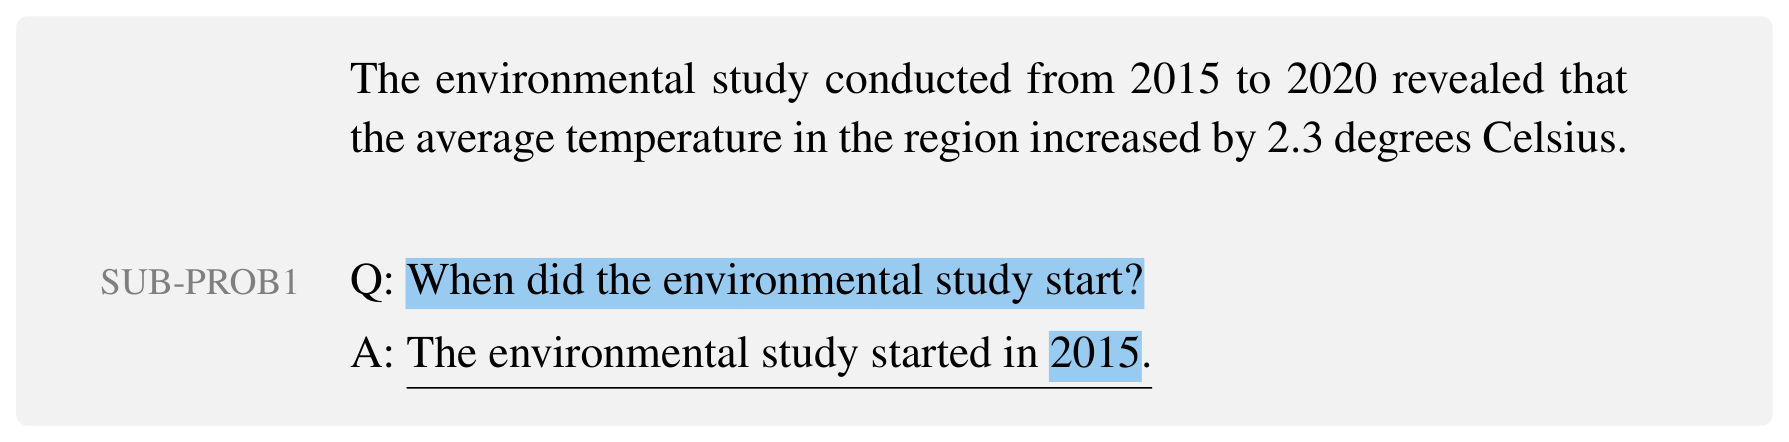 The environmental study conducted from 2015 to 2020 revealed that
the average temperature in the region increased by 2.3 degrees Celsius.
SUB-PROB1 Q: When did the environmental study start?
A: The environmental study started in 2015.